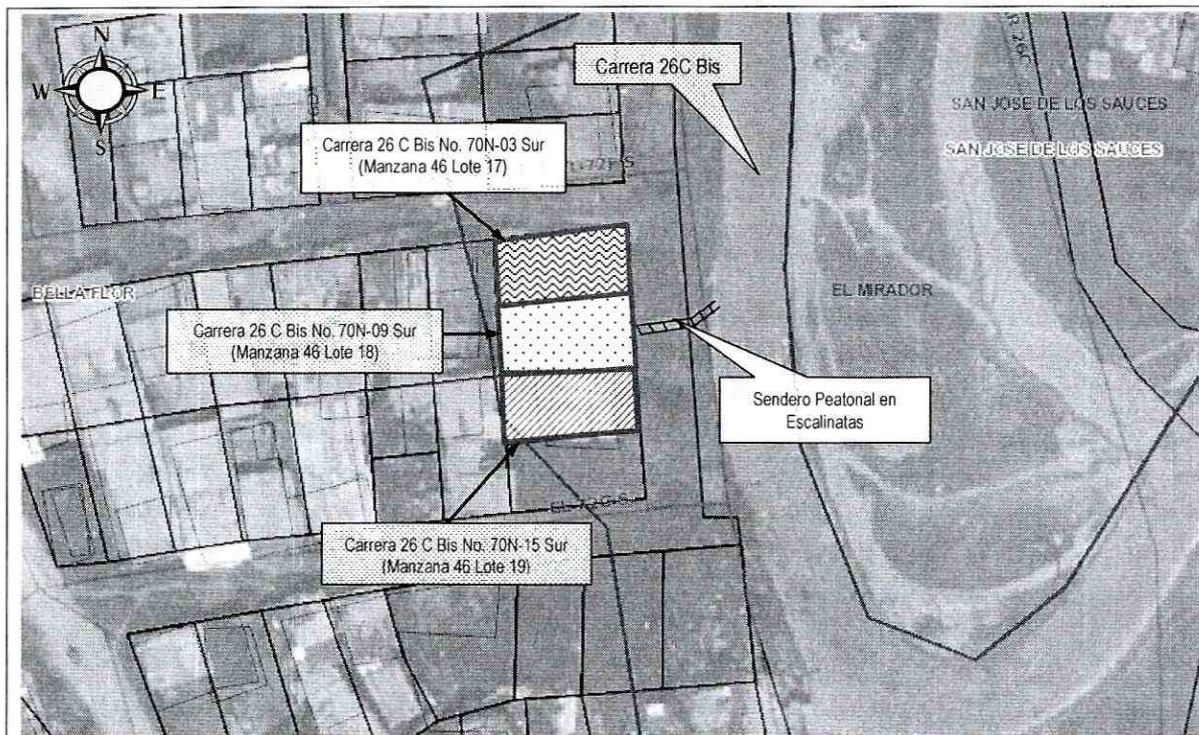 N
W E
S
Carrera 26C Bis
SAN JOSE DE LOS SAUCES
SAN JOSE DE LOS SAUCES
Carrera 26 C Bis No. 70N-03 Sur
(Manzana 46 Lote 17)
BELLA FLOR
EL MIRADOR
Carrera 26 C Bis No. 70N-09 Sur
(Manzana 46 Lote 18)
Sendero Peatonal en
Escalinatas
Carrera 26 C Bis No. 70N-15 Sur
(Manzana 46 Lote 19)